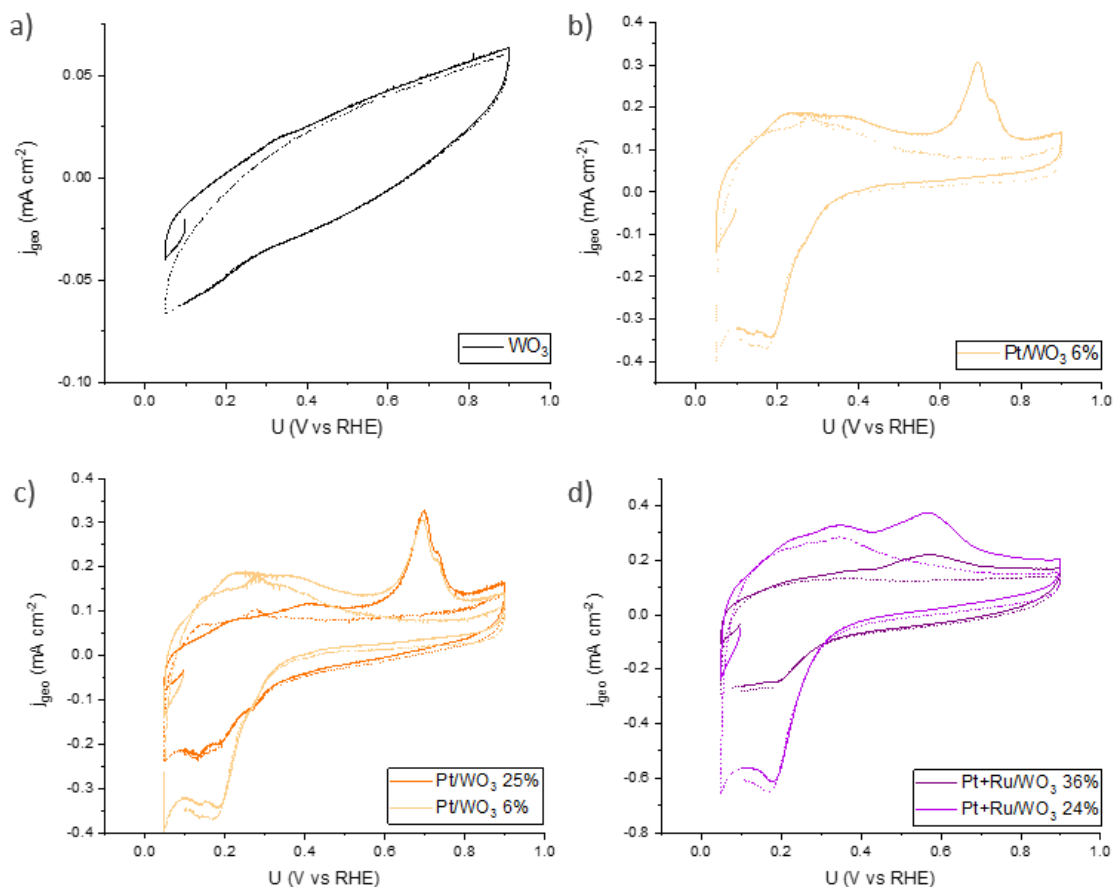 a)
0.05
0.00
-0.05
-0.10
0.0 0.2 0.4 0.6 0.8 1.0
j_geo (mA cm⁻²)
U (V vs RHE)
WO₃
b)
0.4
0.3
0.2
0.1
0.0
-0.1
-0.2
-0.3
-0.4
0.0 0.2 0.4 0.6 0.8 1.0
j_geo (mA cm⁻²)
U (V vs RHE)
Pt/WO₃ 6%
c)
0.4
0.3
0.2
0.1
0.0
-0.1
-0.2
-0.3
-0.4
0.0 0.2 0.4 0.6 0.8 1.0
j_geo (mA cm⁻²)
U (V vs RHE)
Pt/WO₃ 25%
Pt/WO₃ 6%
d)
0.4
0.2
0.0
-0.2
-0.4
-0.6
-0.8
0.0 0.2 0.4 0.6 0.8 1.0
j_geo (mA cm⁻²)
U (V vs RHE)
Pt+Ru/WO₃ 36%
Pt+Ru/WO₃ 24%